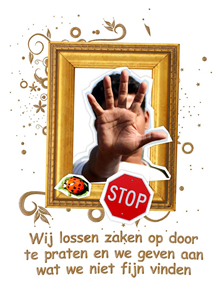 STOP
Wij lossen zaken op door
te praten en we geven aan
wat we niet fijn vinden